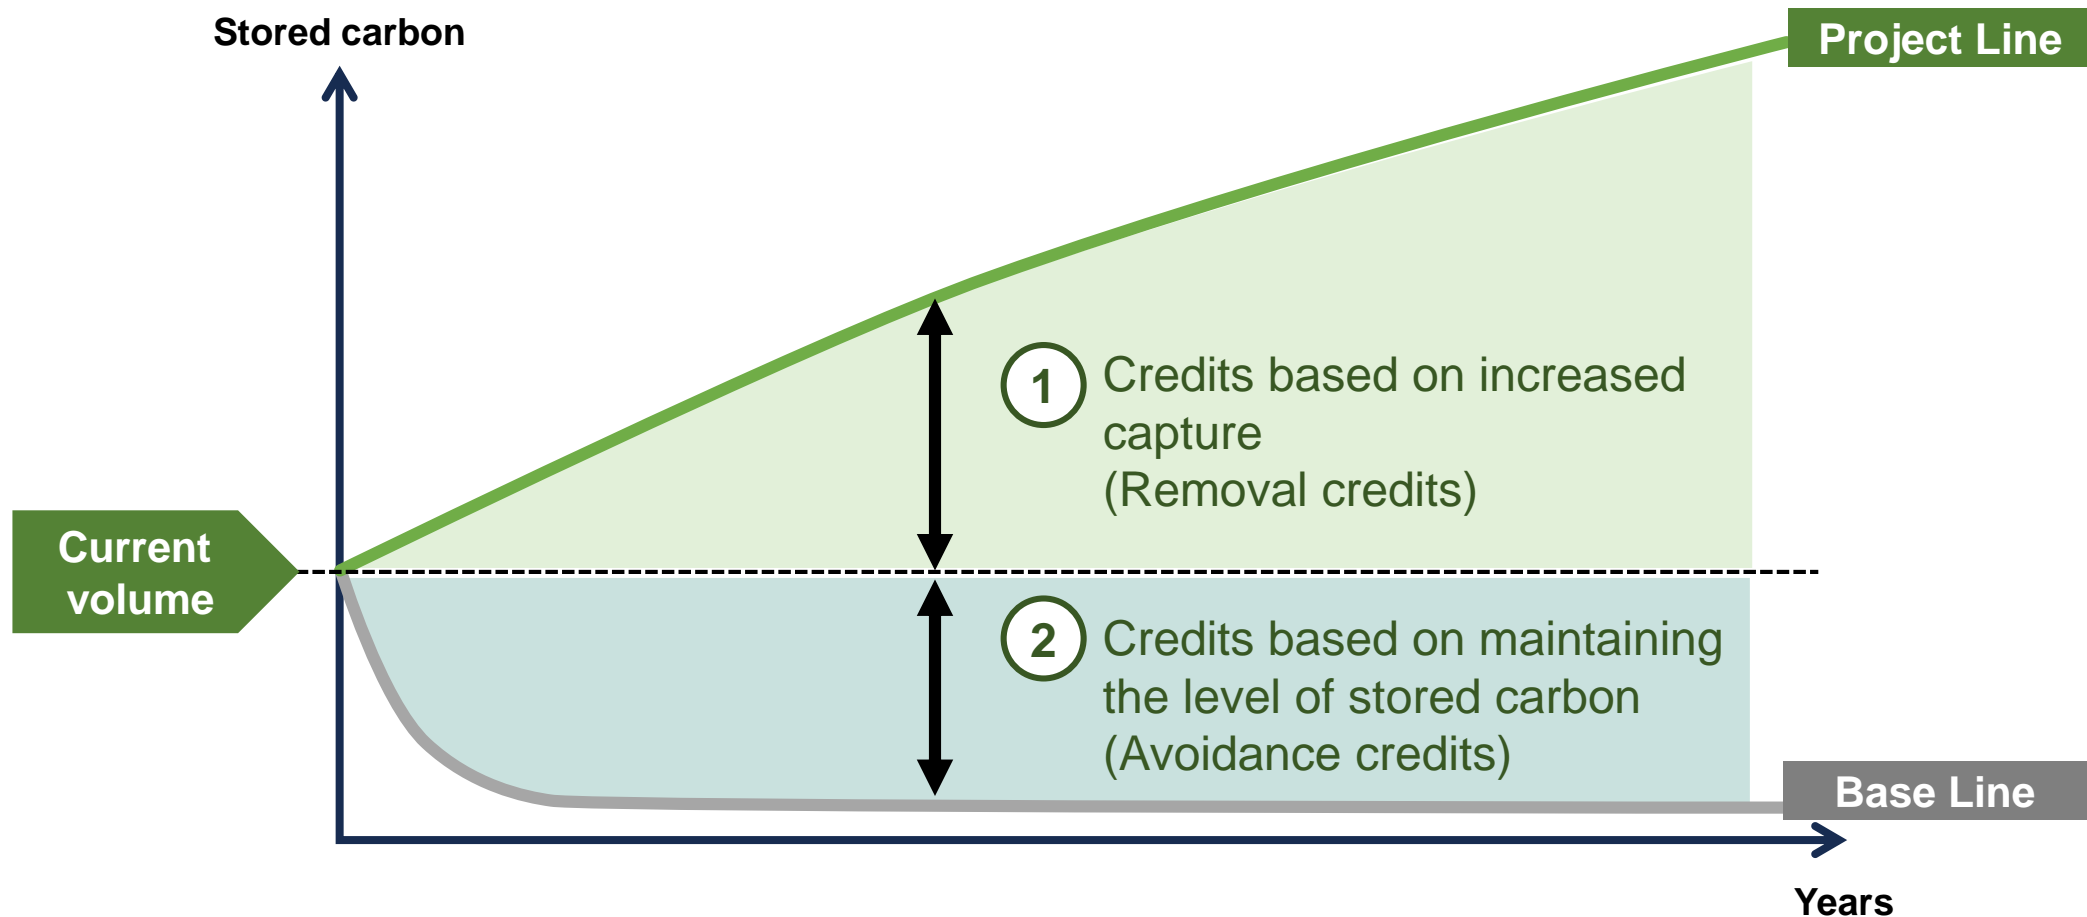 Stored carbon
Project Line
1
Credits based on increased
capture
(Removal credits)
Current
volume
2
Credits based on maintaining
the level of stored carbon
(Avoidance credits)
Base Line
Years